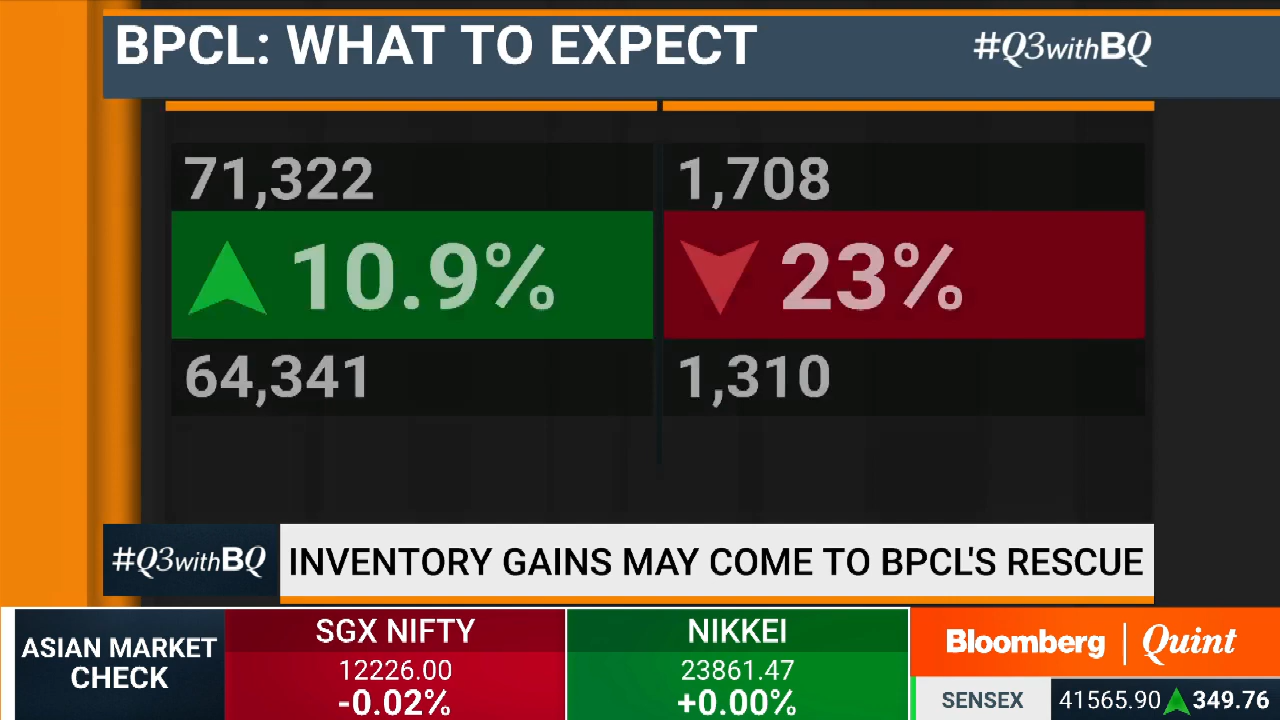 BPCL: WHAT TO EXPECT
#Q3withBQ
71,322
1,708
10.9%
23%
64,341
1,310
#Q3withBQ
INVENTORY GAINS MAY COME TO BPCL'S RESCUE
ASIAN MARKET
CHECK
SGX NIFTY
12226.00
-0.02%
NIKKEI
23861.47
+0.00%
Bloomberg | Quint
SENSEX
41565.90
349.76